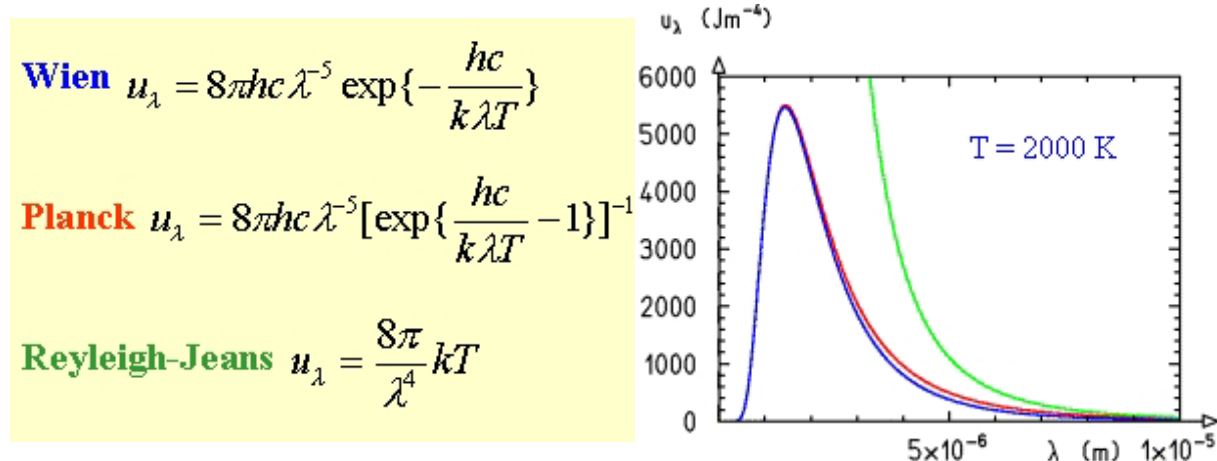 Wien u_λ = 8πhcλ⁻⁵ exp{-hc/kλT}
Planck u_λ = 8πhcλ⁻⁵[exp{hc/kλT -1}]⁻¹
Reyleigh-Jeans u_λ = 8π/λ⁴ kT
u_λ (Jm⁻⁴)
6000
T = 2000 K
5000
4000
3000
2000
1000
0
5×10⁻⁶ λ (m) 1×10⁻⁵